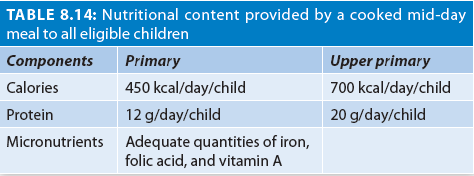 TABLE 8.14: Nutritional content provided by a cooked mid-day
meal to all eligible children
Components Primary Upper primary
Calories 450 kcal/day/child 700 kcal/day/child
Protein 12 g/day/child 20 g/day/child
Micronutrients Adequate quantities of iron,
folic acid, and vitamin A